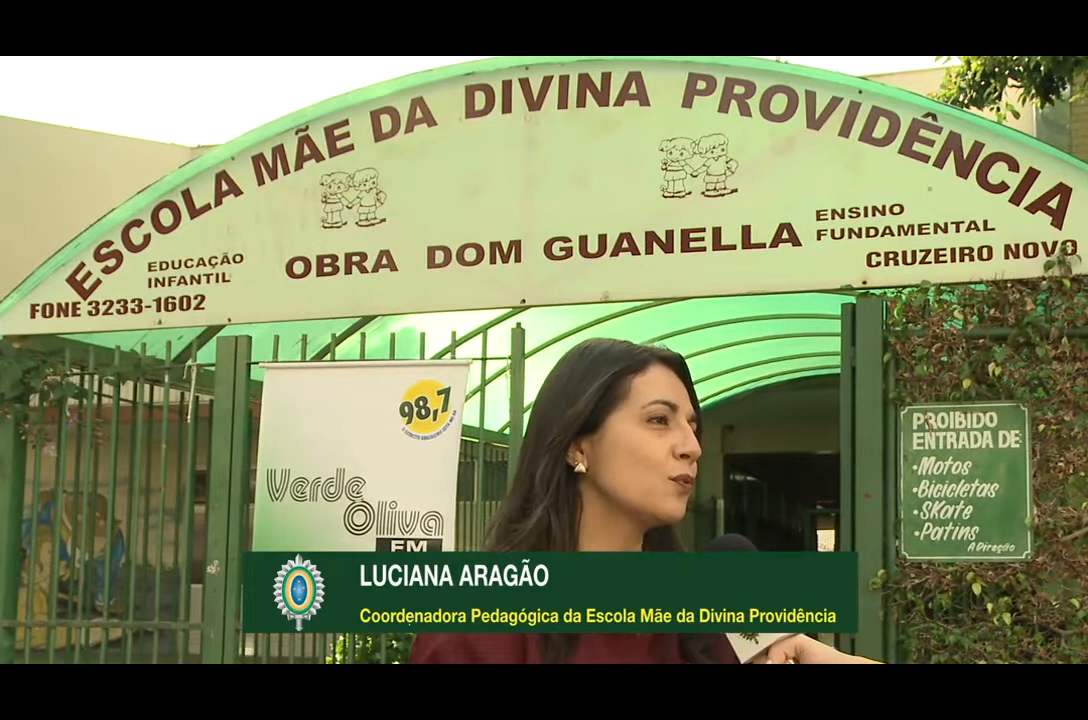 ESCOLA MÃE DA DIVINA PROVIDÊNCIA
EDUCAÇÃO
INFANTIL
FONE 3233-1602
OBRA DOM GUANELLA
ENSINO
FUNDAMENTAL
CRUZEIRO NOVO
98,7
Verde
Oliva
FM
PROIBIDO
ENTRADA DE:
•Motos
•Bicicletas
•SKate
•Patins
A Direção
LUCIANA ARAGÃO
Coordenadora Pedagógica da Escola Mãe da Divina Providência